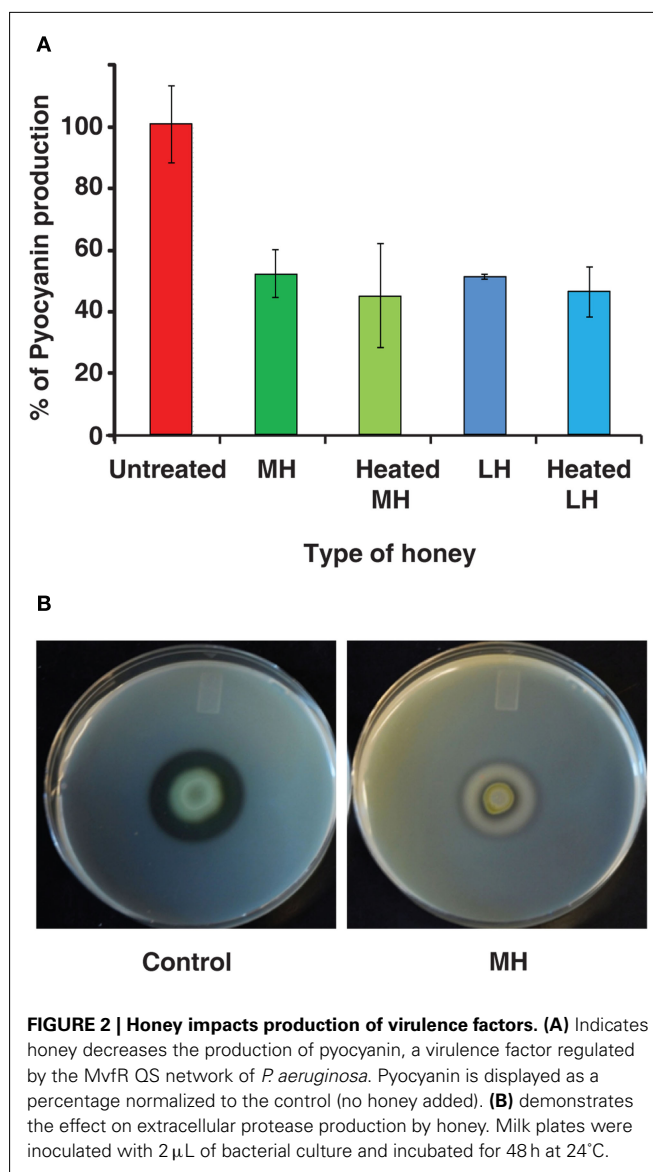 A
% of Pyocyanin production
100
80
60
40
20
0
Untreated MH Heated MH LH Heated LH
Type of honey
B
Control MH
FIGURE 2 | Honey impacts production of virulence factors. (A) Indicates
honey decreases the production of pyocyanin, a virulence factor regulated
by the MvfR QS network of P. aeruginosa. Pyocyanin is displayed as a
percentage normalized to the control (no honey added). (B) demonstrates
the effect on extracellular protease production by honey. Milk plates were
inoculated with 2 μL of bacterial culture and incubated for 48 h at 24˚C.